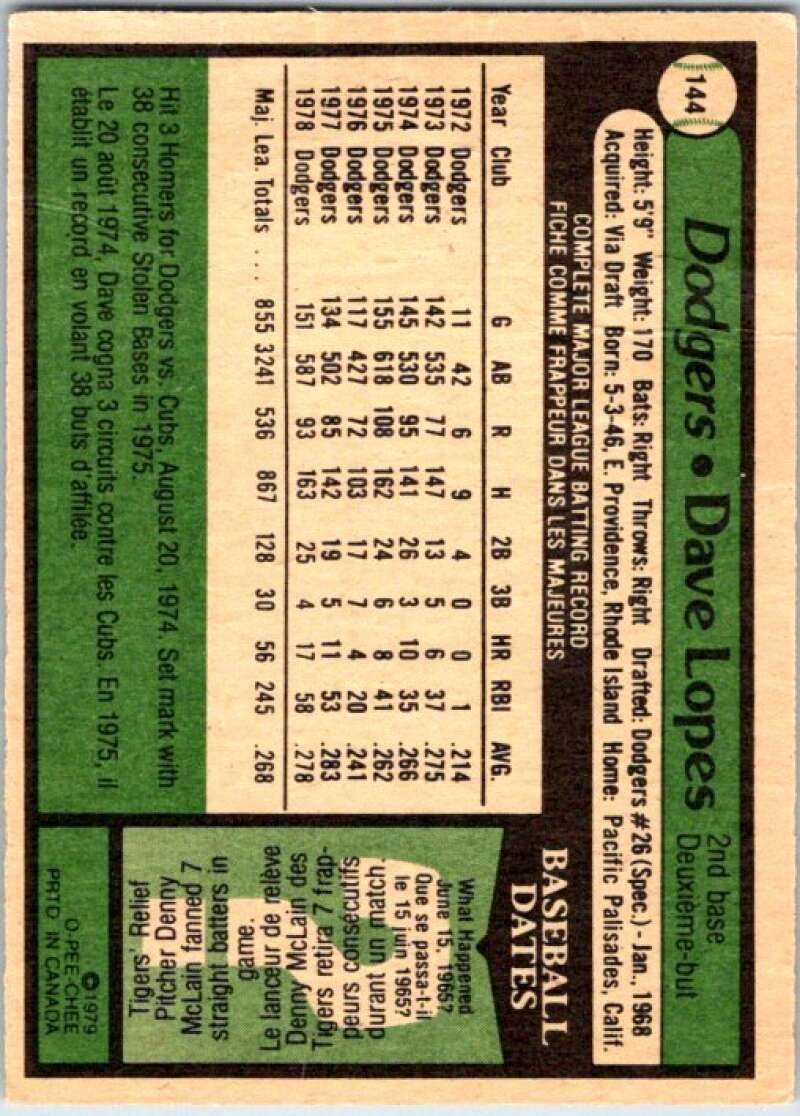 144
Dodgers • Dave Lopes
2nd base
Deuxième-but
Height: 5'9" Weight: 170 Bats: Right Throws: Right Drafted: Dodgers #26 (Spec.) - Jan., 1968
Acquired: Via Draft Born: 5-3-46, E. Providence, Rhode Island Home: Pacific Palisades, Calif.
COMPLETE MAJOR LEAGUE BATTING RECORD
FICHE COMME FRAPPEUR DANS LES MAJEURES
Year Club G AB R H 2B 3B HR RBI AVG.
1972 Dodgers 11 42 6 9 4 0 0 1 .214
1973 Dodgers 142 535 77 147 13 5 6 37 .275
1974 Dodgers 145 530 95 141 26 3 10 35 .266
1975 Dodgers 155 618 108 162 24 6 8 41 .262
1976 Dodgers 117 427 72 103 17 7 4 20 .241
1977 Dodgers 134 502 85 142 19 5 11 53 .283
1978 Dodgers 151 587 93 163 25 4 17 58 .278
Maj. Lea. Totals .... 855 3241 536 867 128 30 56 245 .268
Hit 3 Homers for Dodgers vs. Cubs, August 20, 1974. Set mark with
38 consecutive Stolen Bases in 1975.
Le 20 août 1974, Dave cogna 3 circuits contre les Cubs. En 1975, il
établit un record en volant 38 buts d'affilée.
BASEBALL
DATES
What Happened
June 15, 1965?
Que se passa-t-il
le 15 juin 1965?
Tigers' Relief
Pitcher Denny
McLain fanned 7
straight batters in
game.
Le lanceur de relève
Denny McLain des
Tigers retira 7 frap-
peurs consécutifs
durant un match.
©1979
O-PEE-CHEE
PRTD IN CANADA